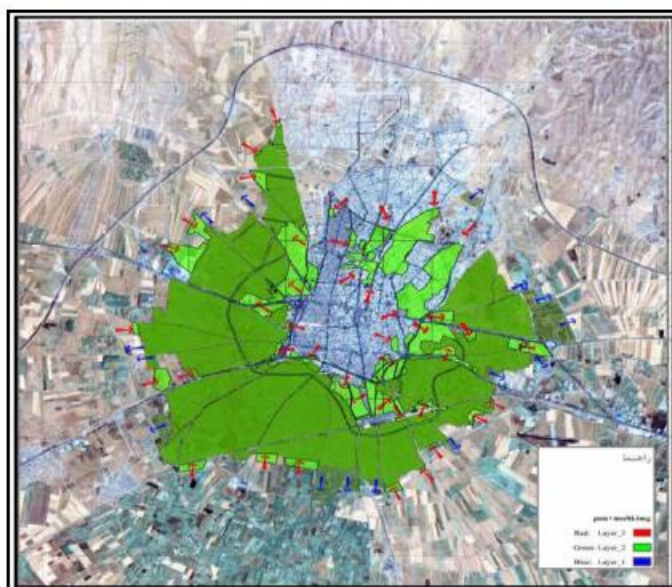 راهنما
Red: Layer_3
Green: Layer_2
Blue: Layer_1